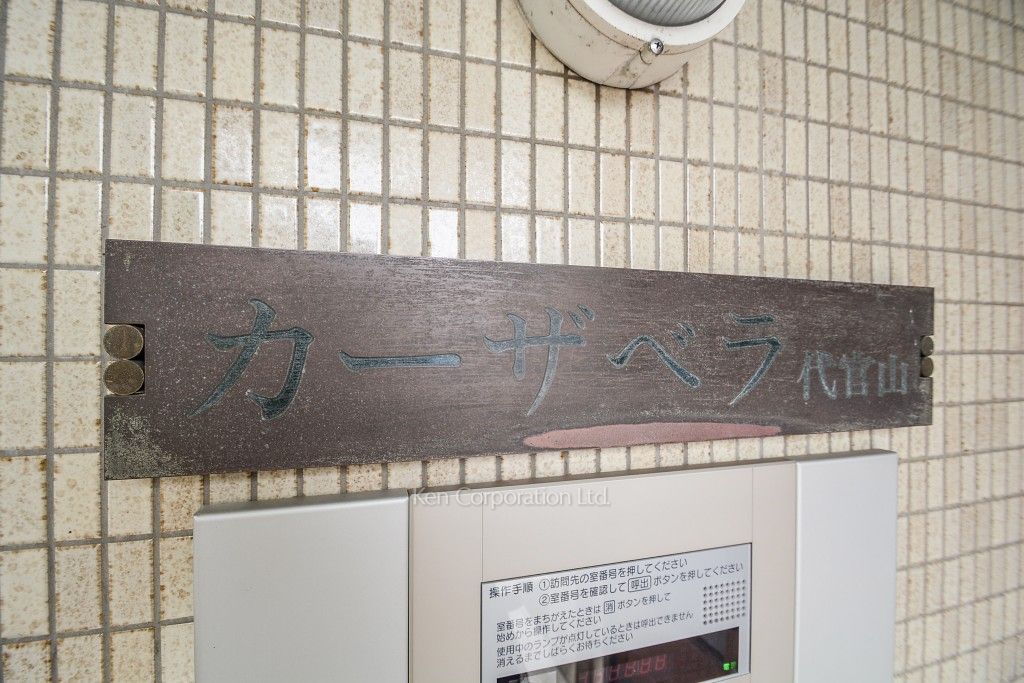 カーザベラ代官山
Ken Corporation Ltd.
操作手順 ①訪問先の室番号を押してください
②室番号を確認して 呼出 ボタンを押してください
室番号をまちがえたときは 消 ボタンを押して
始めから操作してください
使用中のランプが点灯しているときは呼出できません
消えるまでしばらくお待ちください